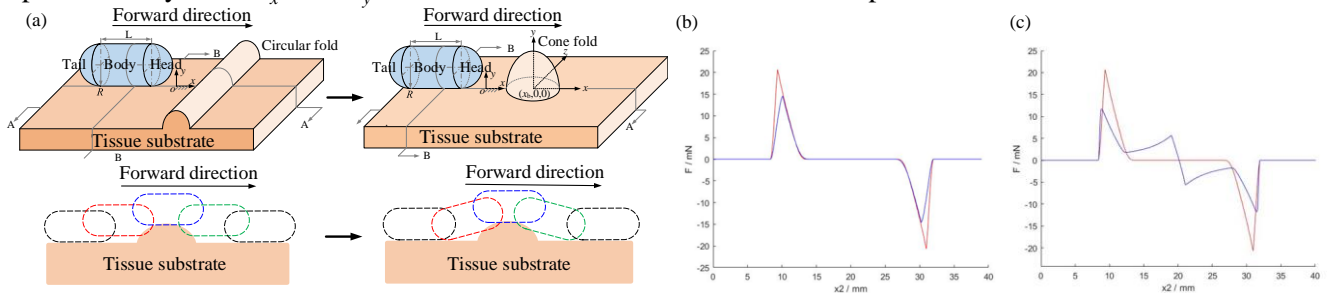 (a)
Forward direction
L
B
Circular fold
Tail
Body
Head
y
x
o
R
A
A
Tissue substrate
B
Forward direction
Tissue substrate
Forward direction
L
B
y
Cone fold
z
Tail
Body
Head
y
x
o
R
(xb,0,0)
x
A
A
Tissue substrate
B
Forward direction
Tissue substrate
(b)
25
20
15
10
5
0
-5
-10
-15
-20
-25
F / mN
0 5 10 15 20 25 30 35 40
x2 / mm
(c)
25
20
15
10
5
0
-5
-10
-15
-20
-25
F / mN
0 5 10 15 20 25 30 35 40
x2 / mm